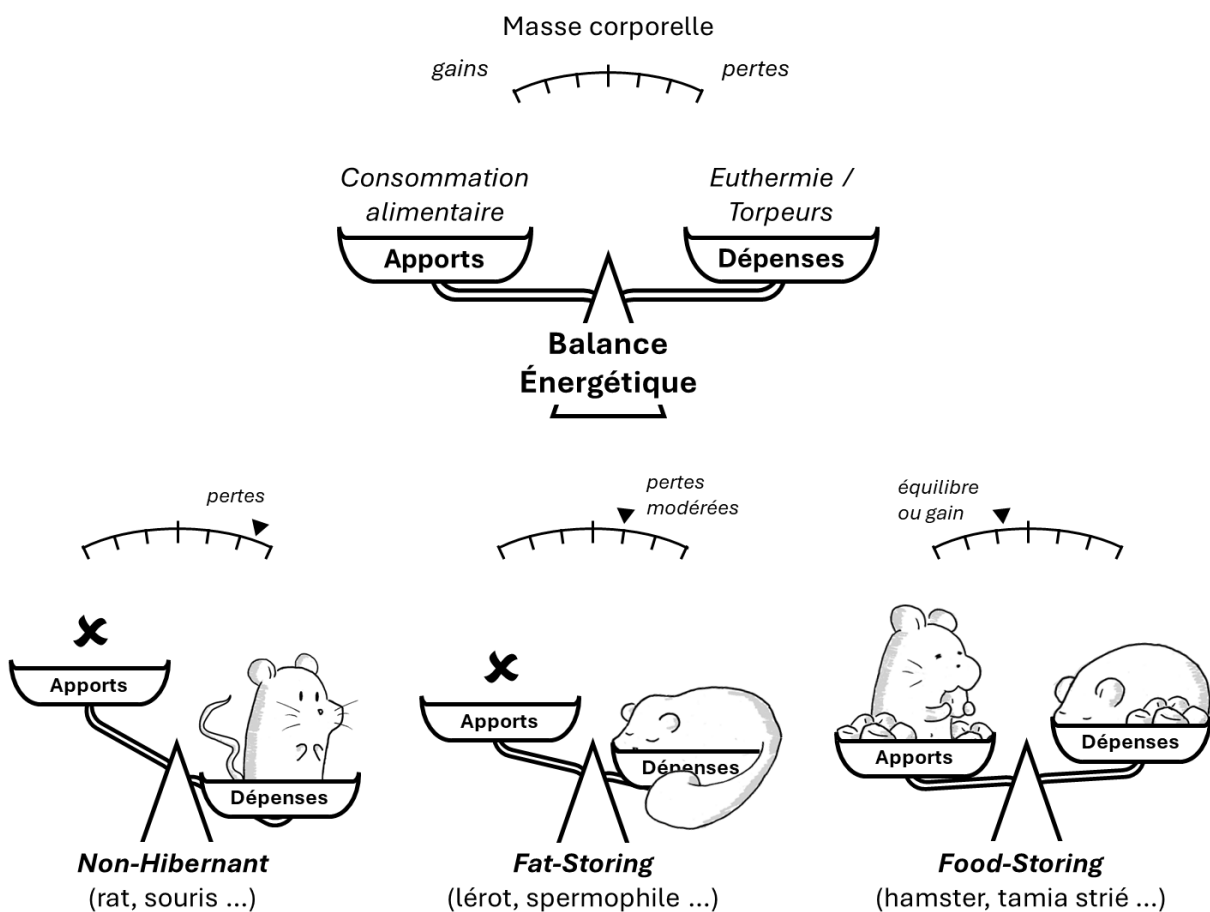 Masse corporelle
gains
pertes
Consommation
alimentaire
Euthermie /
Torpeurs
Apports
Dépenses
Balance
Énergétique
pertes
Apports
Dépenses
Non-Hibernant
(rat, souris ...)
pertes
modérées
Apports
Dépenses
Fat-Storing
(lérot, spermophile ...)
équilibre
ou gain
Apports
Dépenses
Food-Storing
(hamster, tamia strié ...)